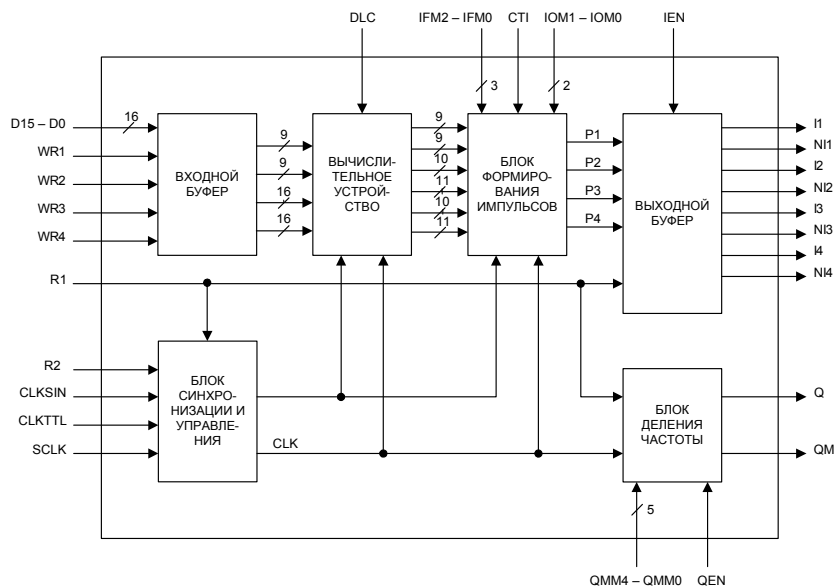 DLC
IFM2 – IFM0
CTI
IOM1 – IOM0
IEN
3
2
D15 – D0
16
WR1
WR2
WR3
WR4
ВХОДНОЙ
БУФЕР
9
9
16
16
ВЫЧИСЛИ-
ТЕЛЬНОЕ
УСТРОЙ-
СТВО
9
9
10
11
10
11
БЛОК
ФОРМИРО-
ВАНИЯ
ИМПУЛЬСОВ
P1
P2
P3
P4
ВЫХОДНОЙ
БУФЕР
I1
NI1
I2
NI2
I3
NI3
I4
NI4
R1
R2
CLKSIN
CLKTTL
SCLK
БЛОК
СИНХРО-
НИЗАЦИИ И
УПРАВЛЕ-
НИЯ
CLK
БЛОК
ДЕЛЕНИЯ
ЧАСТОТЫ
Q
QM
5
QMM4 – QMM0
QEN